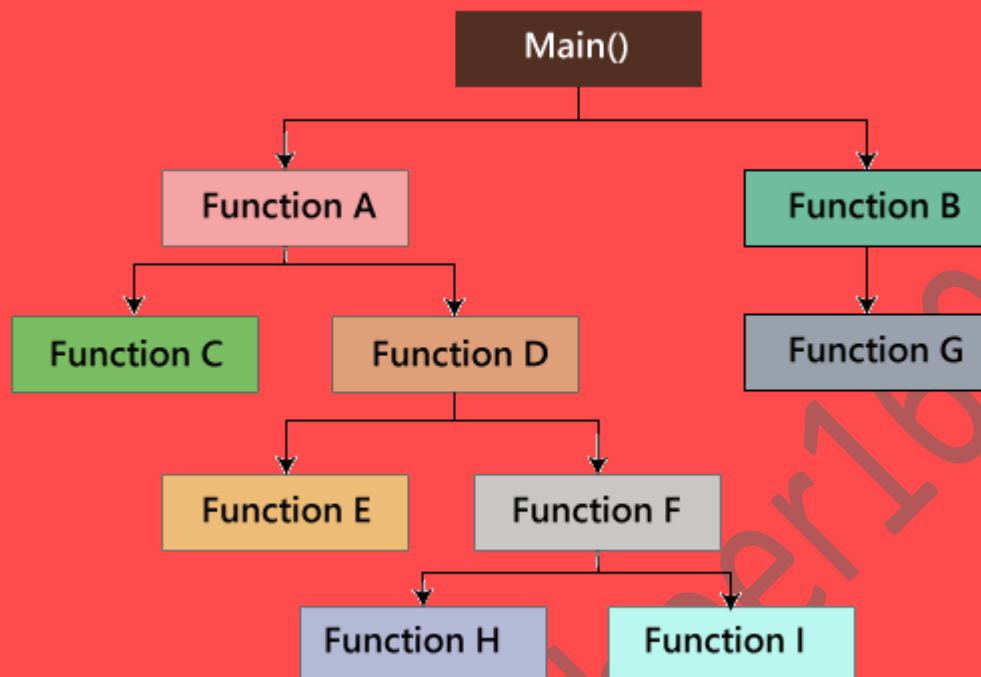 Main()
Function A
Function B
Function C
Function D
Function G
Function E
Function F
Function H
Function I